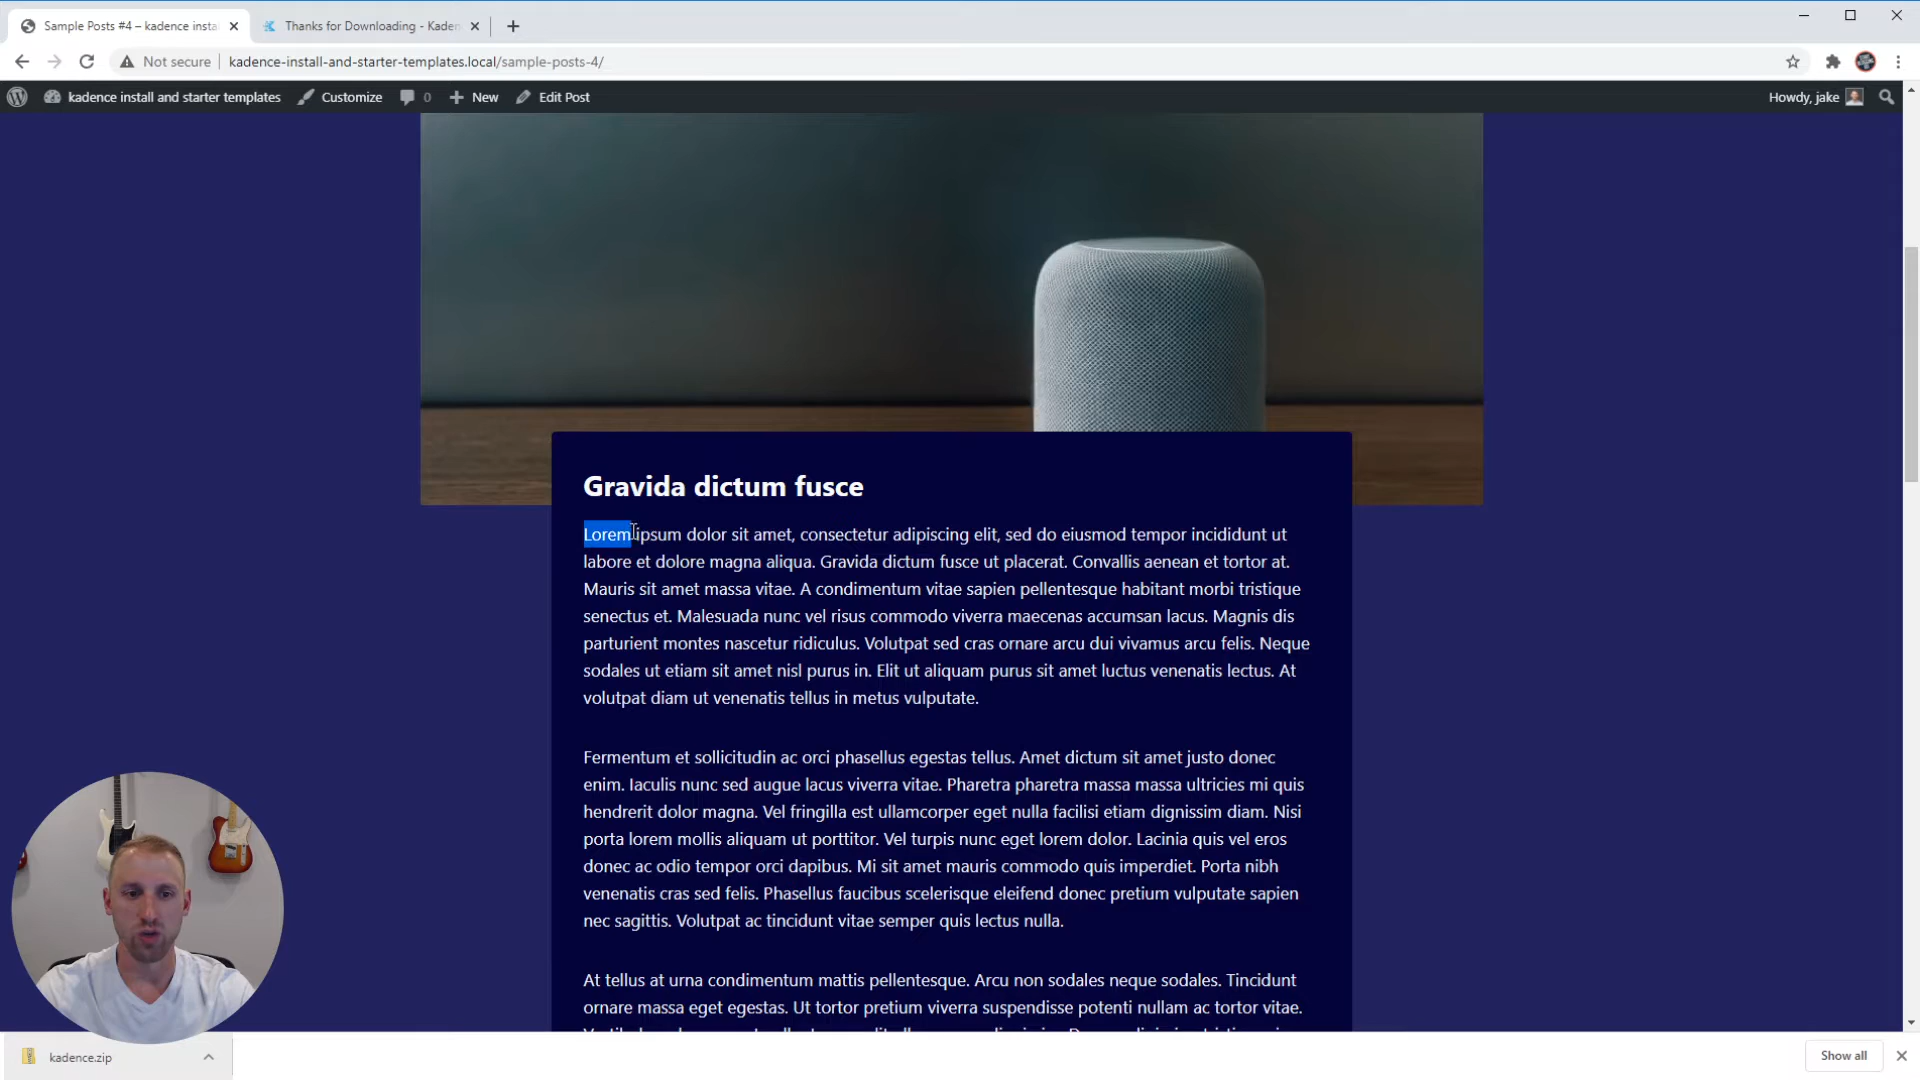 Sample Posts #4 – kadence insta
Thanks for Downloading - Kaden
Not secure
kadence-install-and-starter-templates.local/sample-posts-4/
kadence install and starter templates
Customize
0
New
Edit Post
Howdy, jake
Gravida dictum fusce
Lorem ipsum dolor sit amet, consectetur adipiscing elit, sed do eiusmod tempor incididunt ut
labore et dolore magna aliqua. Gravida dictum fusce ut placerat. Convallis aenean et tortor at.
Mauris sit amet massa vitae. A condimentum vitae sapien pellentesque habitant morbi tristique
senectus et. Malesuada nunc vel risus commodo viverra maecenas accumsan lacus. Magnis dis
parturient montes nascetur ridiculus. Volutpat sed cras ornare arcu dui vivamus arcu felis. Neque
sodales ut etiam sit amet nisl purus in. Elit ut aliquam purus sit amet luctus venenatis lectus. At
volutpat diam ut venenatis tellus in metus vulputate.
Fermentum et sollicitudin ac orci phasellus egestas tellus. Amet dictum sit amet justo donec
enim. Iaculis nunc sed augue lacus viverra vitae. Pharetra pharetra massa massa ultricies mi quis
hendrerit dolor magna. Vel fringilla est ullamcorper eget nulla facilisi etiam dignissim diam. Nisi
porta lorem mollis aliquam ut porttitor. Vel turpis nunc eget lorem dolor. Lacinia quis vel eros
donec ac odio tempor orci dapibus. Mi sit amet mauris commodo quis imperdiet. Porta nibh
venenatis cras sed felis. Phasellus faucibus scelerisque eleifend donec pretium vulputate sapien
nec sagittis. Volutpat ac tincidunt vitae semper quis lectus nulla.
At tellus at urna condimentum mattis pellentesque. Arcu non sodales neque sodales. Tincidunt
ornare massa eget egestas. Ut tortor pretium viverra suspendisse potenti nullam ac tortor vitae.
kadence.zip
Show all